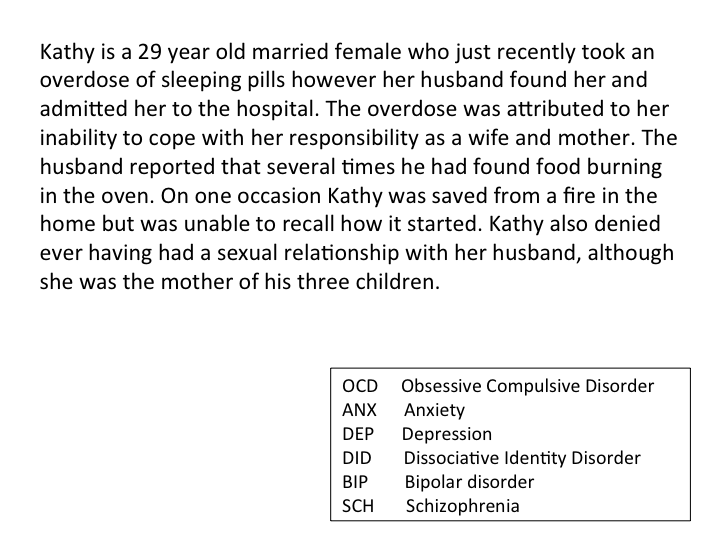 Kathy is a 29 year old married female who just recently took an
overdose of sleeping pills however her husband found her and
admitted her to the hospital. The overdose was attributed to her
inability to cope with her responsibility as a wife and mother. The
husband reported that several times he had found food burning
in the oven. On one occasion Kathy was saved from a fire in the
home but was unable to recall how it started. Kathy also denied
ever having had a sexual relationship with her husband, although
she was the mother of his three children.
OCD Obsessive Compulsive Disorder
ANX Anxiety
DEP Depression
DID Dissociative Identity Disorder
BIP Bipolar disorder
SCH Schizophrenia